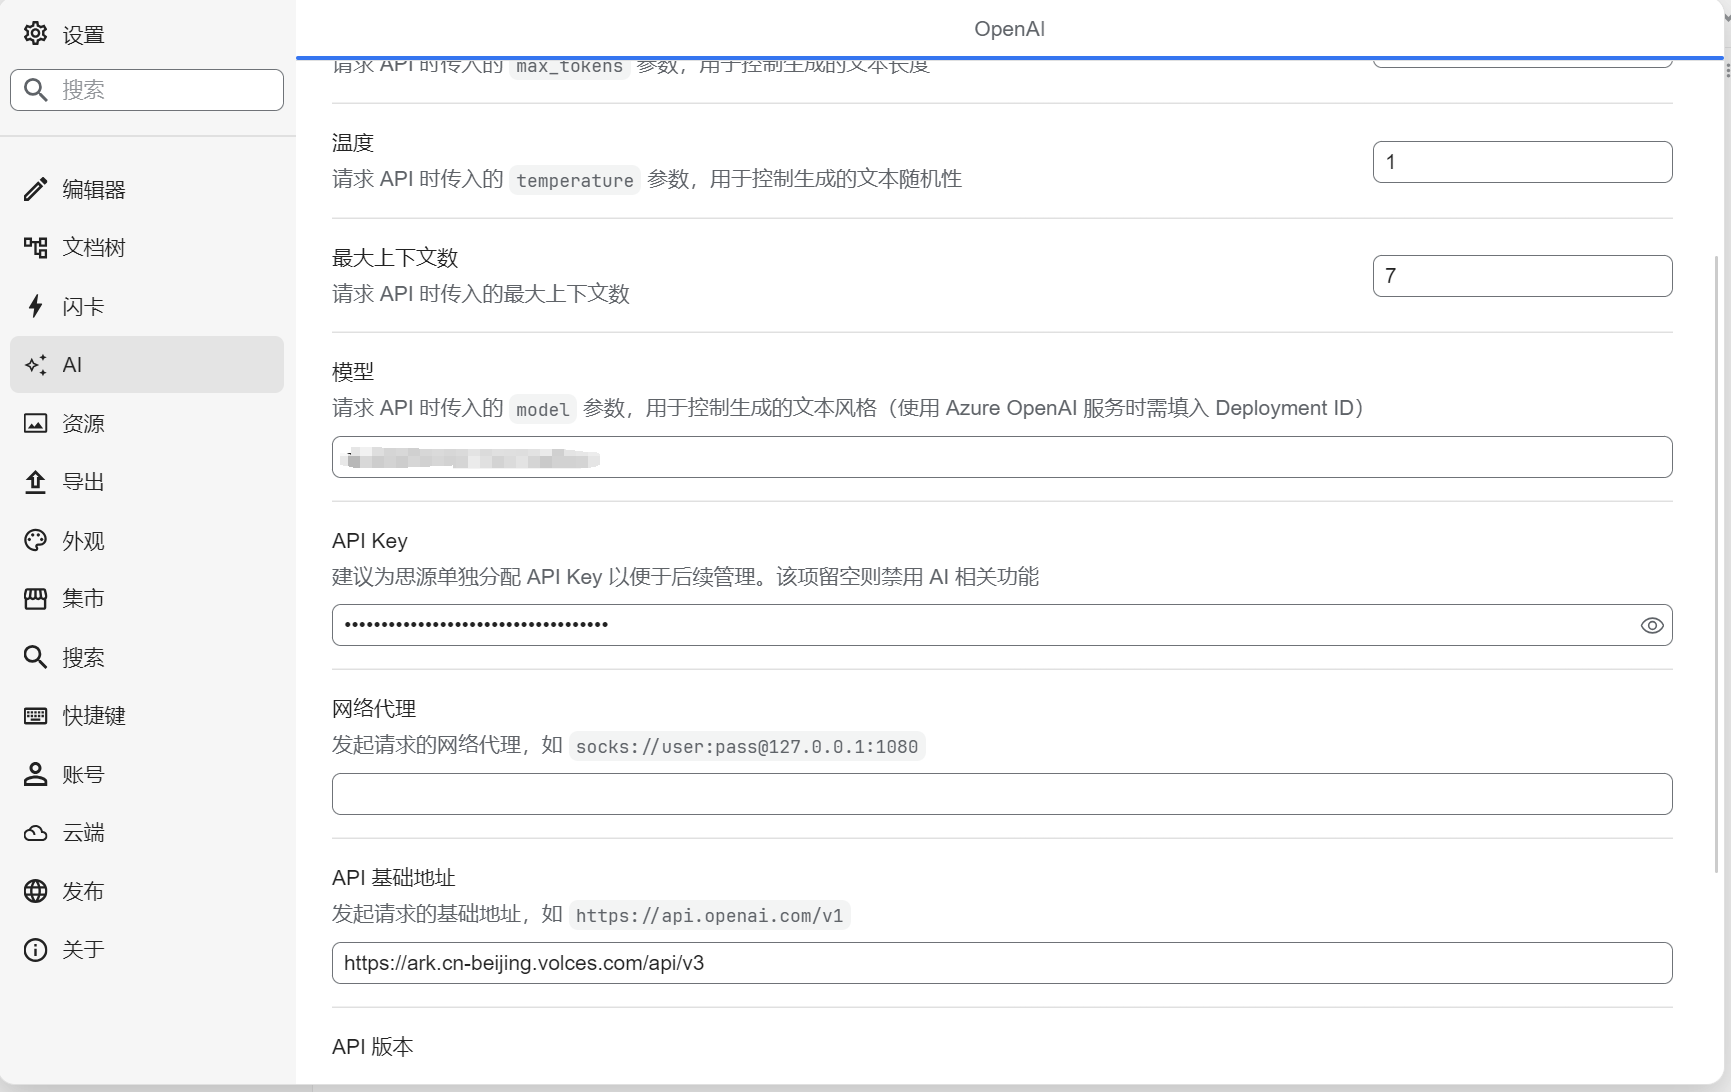 设置
搜索
编辑器
文档树
闪卡
AI
资源
导出
外观
集市
搜索
快捷键
账号
云端
发布
关于
OpenAI
请求 API 时传入的 max_tokens 参数，用于控制生成的文本长度
温度
请求 API 时传入的 temperature 参数，用于控制生成的文本随机性
1
最大上下文数
请求 API 时传入的最大上下文数
7
模型
请求 API 时传入的 model 参数，用于控制生成的文本风格（使用 Azure OpenAI 服务时需填入 Deployment ID）
API Key
建议为思源单独分配 API Key 以便于后续管理。该项留空则禁用 AI 相关功能
网络代理
发起请求的网络代理，如 socks://user:pass@127.0.0.1:1080
API 基础地址
发起请求的基础地址，如 https://api.openai.com/v1
https://ark.cn-beijing.volces.com/api/v3
API 版本